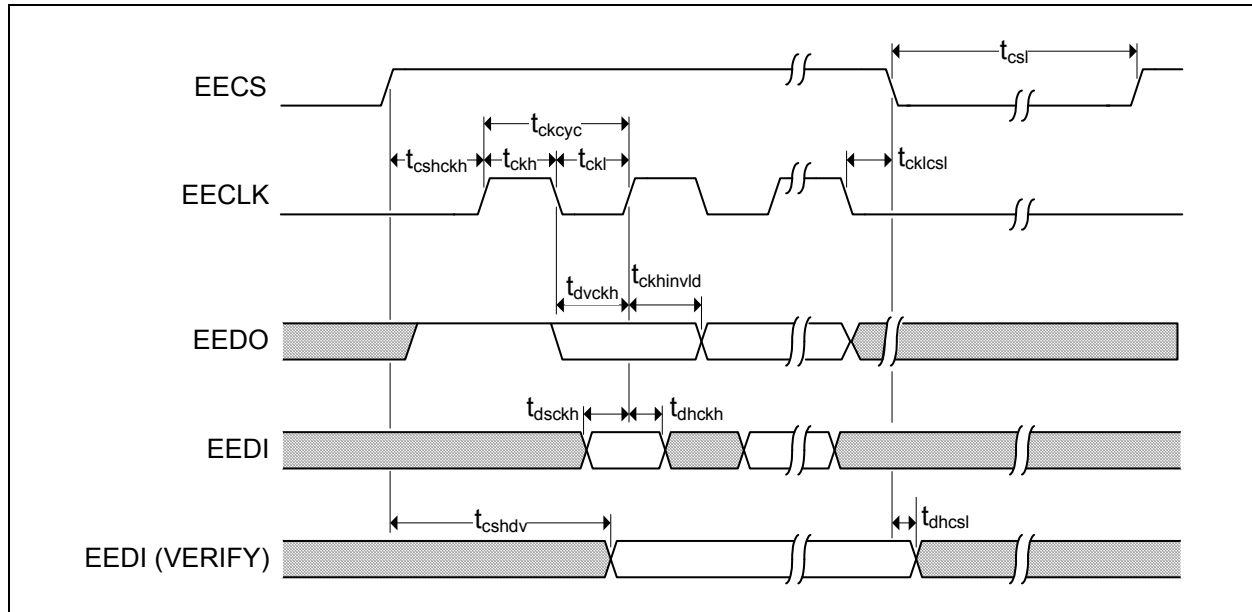 EECS
t_csl
t_ckcyc
t_cshckh
t_ckh
t_ckl
t_cklcsl
EECLK
t_dvckh
t_ckhinvld
EEDO
t_dsckh
t_dhckh
EEDI
t_cshdv
t_dhcsl
EEDI (VERIFY)